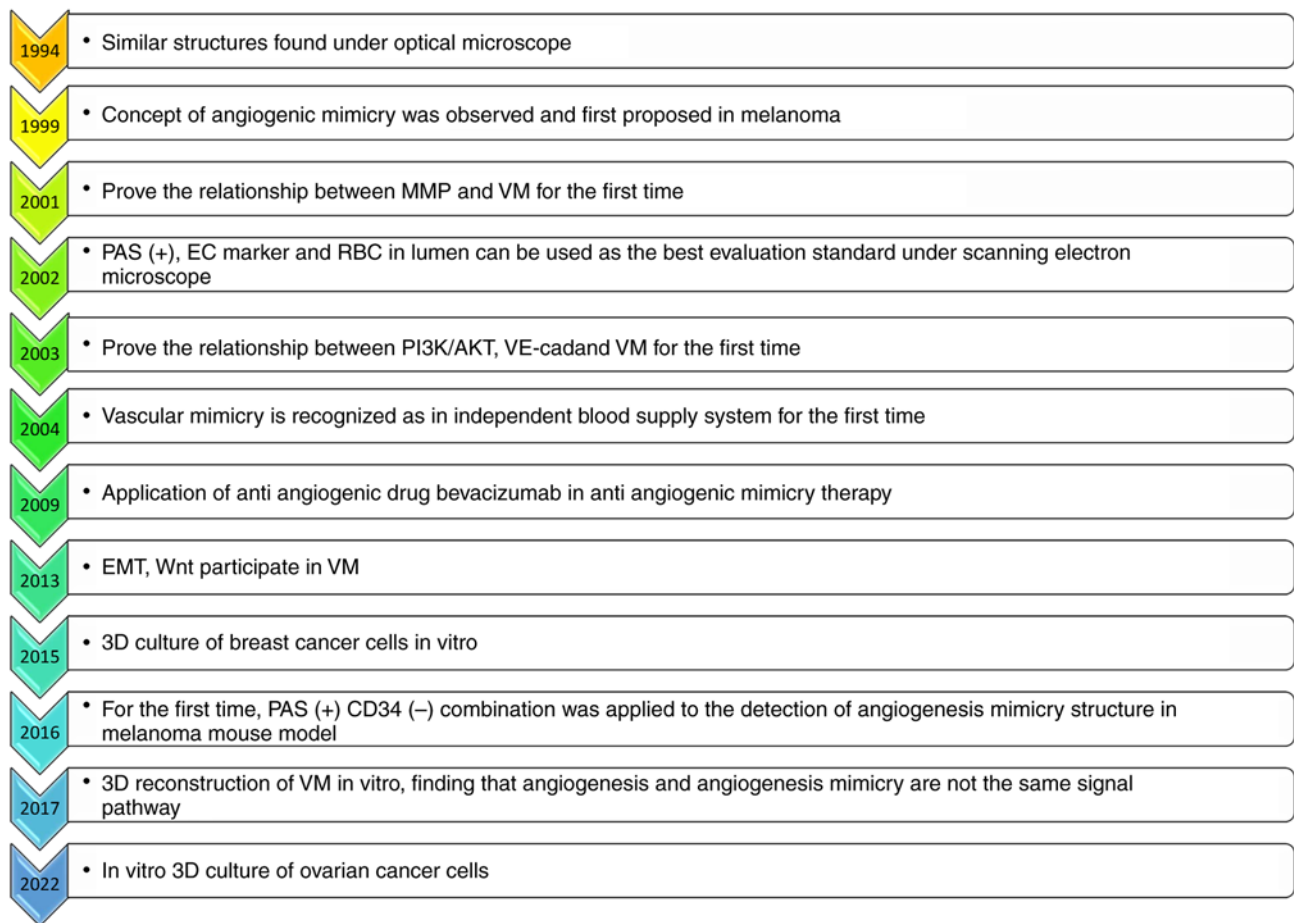 1994
• Similar structures found under optical microscope
1999
• Concept of angiogenic mimicry was observed and first proposed in melanoma
2001
• Prove the relationship between MMP and VM for the first time
2002
• PAS (+), EC marker and RBC in lumen can be used as the best evaluation standard under scanning electron
microscope
2003
• Prove the relationship between PI3K/AKT, VE-cadand VM for the first time
2004
• Vascular mimicry is recognized as in independent blood supply system for the first time
2009
• Application of anti angiogenic drug bevacizumab in anti angiogenic mimicry therapy
2013
• EMT, Wnt participate in VM
2015
• 3D culture of breast cancer cells in vitro
2016
• For the first time, PAS (+) CD34 (–) combination was applied to the detection of angiogenesis mimicry structure in
melanoma mouse model
2017
• 3D reconstruction of VM in vitro, finding that angiogenesis and angiogenesis mimicry are not the same signal
pathway
2022
• In vitro 3D culture of ovarian cancer cells